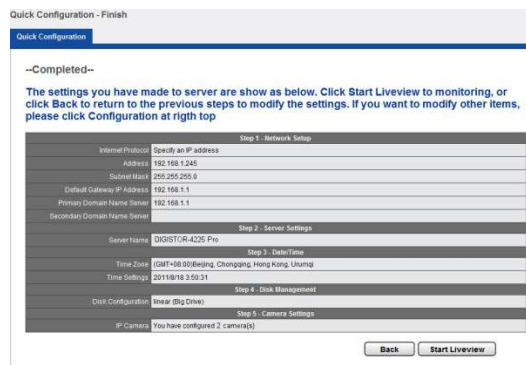 Quick Configuration - Finish
Quick Configuration
--Completed--
The settings you have made to server are show as below. Click Start Liveview to monitoring, or
click Back to return to the previous steps to modify the settings. If you want to modify other items,
please click Configuration at rigth top
Step 1 - Network Setup
Internet Protocol Specify an IP address
Address 192.168.1.245
Subnet Mask 255.255.255.0
Default Gateway IP Address 192.168.1.1
Primary Domain Name Server 192.168.1.1
Secondary Domain Name Server
Step 2 - Server Settings
Server Name DIGISTOR-4225 Pro
Step 3 - Date/Time
Time Zone (GMT+08:00)Beijing, Chongqing, Hong Kong, Urumqi
Time Settings 2011/8/18 3:50:31
Step 4 - Disk Management
Disk Configuration linear (Big Drive)
Step 5 - Camera Settings
IP Camera You have configured 2 camera(s)
Back Start Liveview